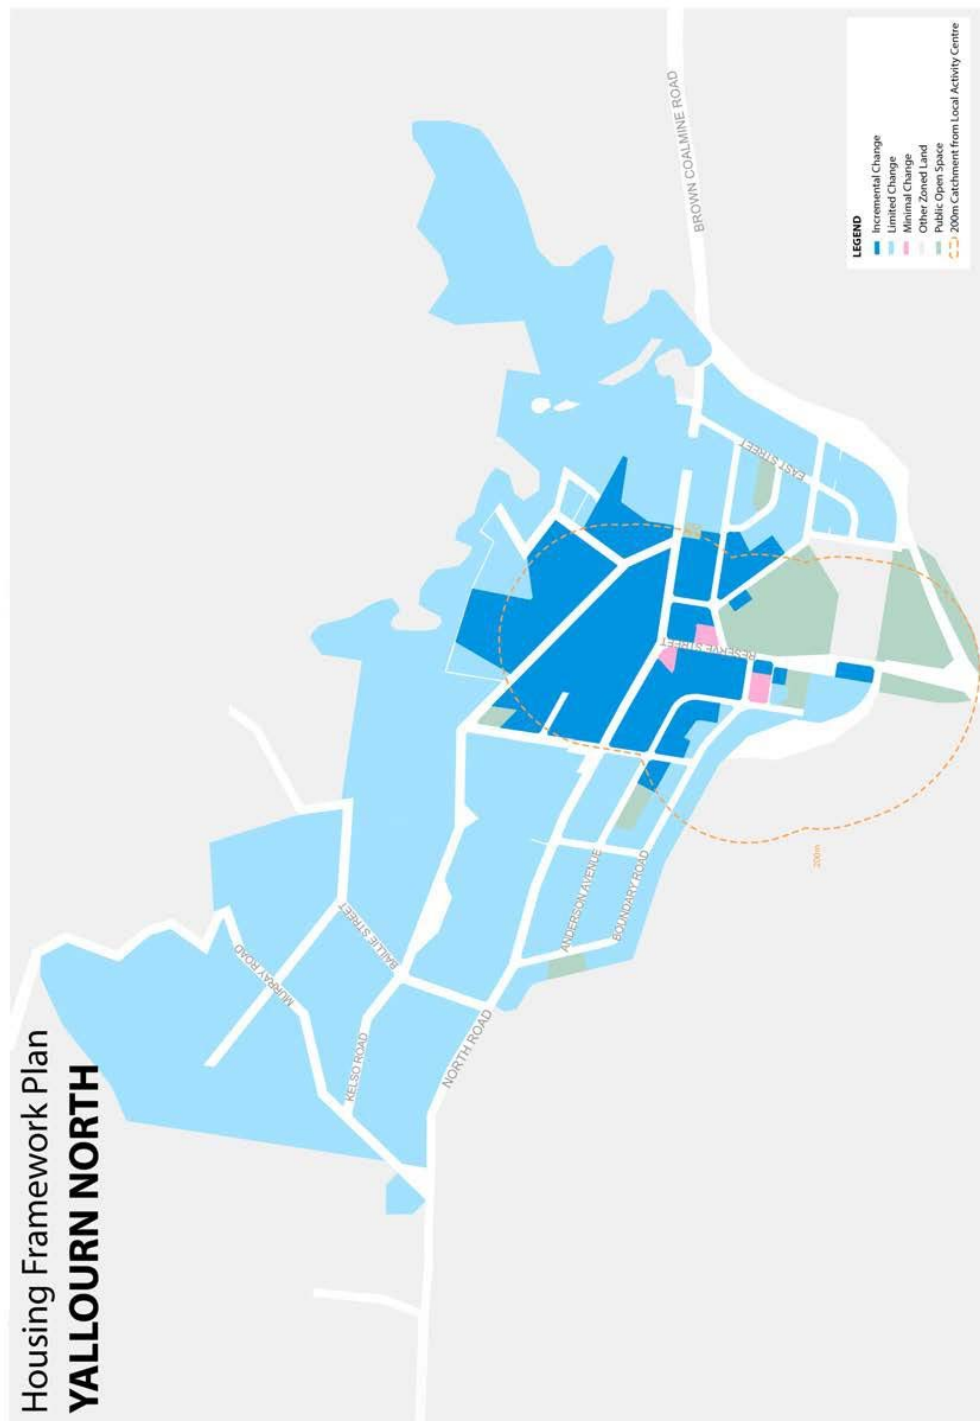 Housing Framework Plan
YALLOURN NORTH
BROWN COALMINE ROAD
EAST STREET
RESERVE STREET
ANDERSON AVENUE
BOUNDARY ROAD
BAILLIE STREET
MURRAY ROAD
KELSO ROAD
NORTH ROAD
200m
LEGEND
Incremental Change
Limited Change
Minimal Change
Other Zoned Land
Public Open Space
200m Catchment from Local Activity Centre